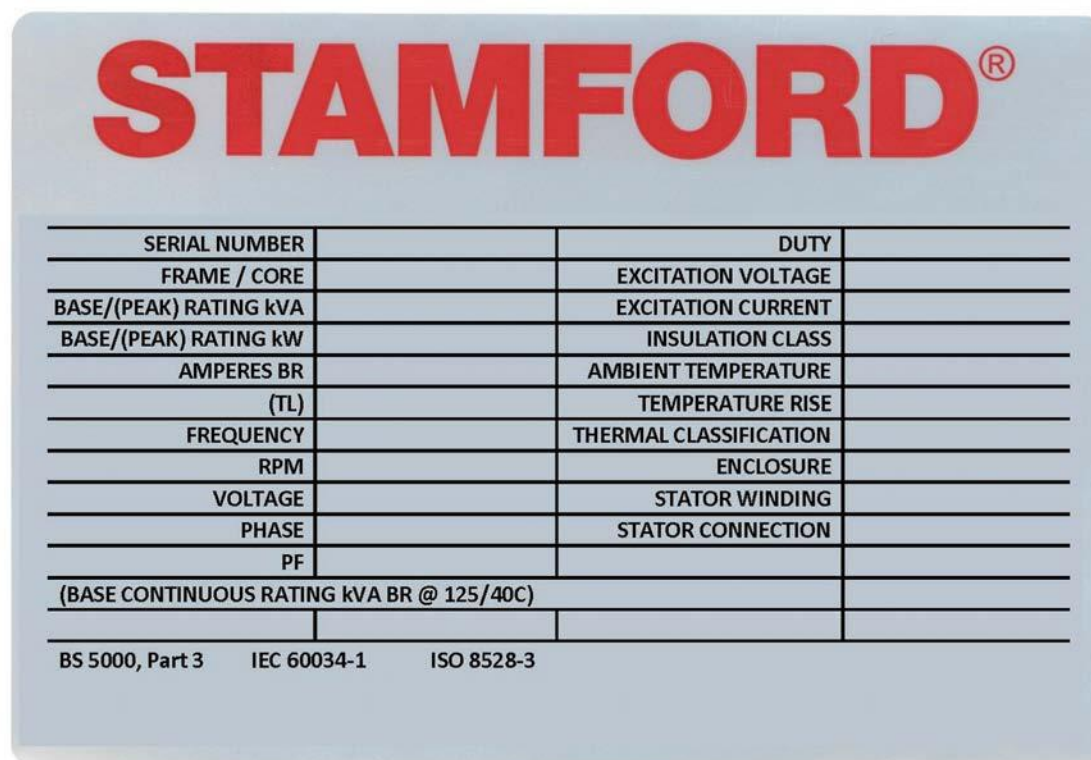 STAMFORD®
SERIAL NUMBER DUTY
FRAME / CORE EXCITATION VOLTAGE
BASE/(PEAK) RATING kVA EXCITATION CURRENT
BASE/(PEAK) RATING kW INSULATION CLASS
AMPERES BR AMBIENT TEMPERATURE
(TL) TEMPERATURE RISE
FREQUENCY THERMAL CLASSIFICATION
RPM ENCLOSURE
VOLTAGE STATOR WINDING
PHASE STATOR CONNECTION
PF
(BASE CONTINUOUS RATING kVA BR @ 125/40C)
BS 5000, Part 3 IEC 60034-1 ISO 8528-3